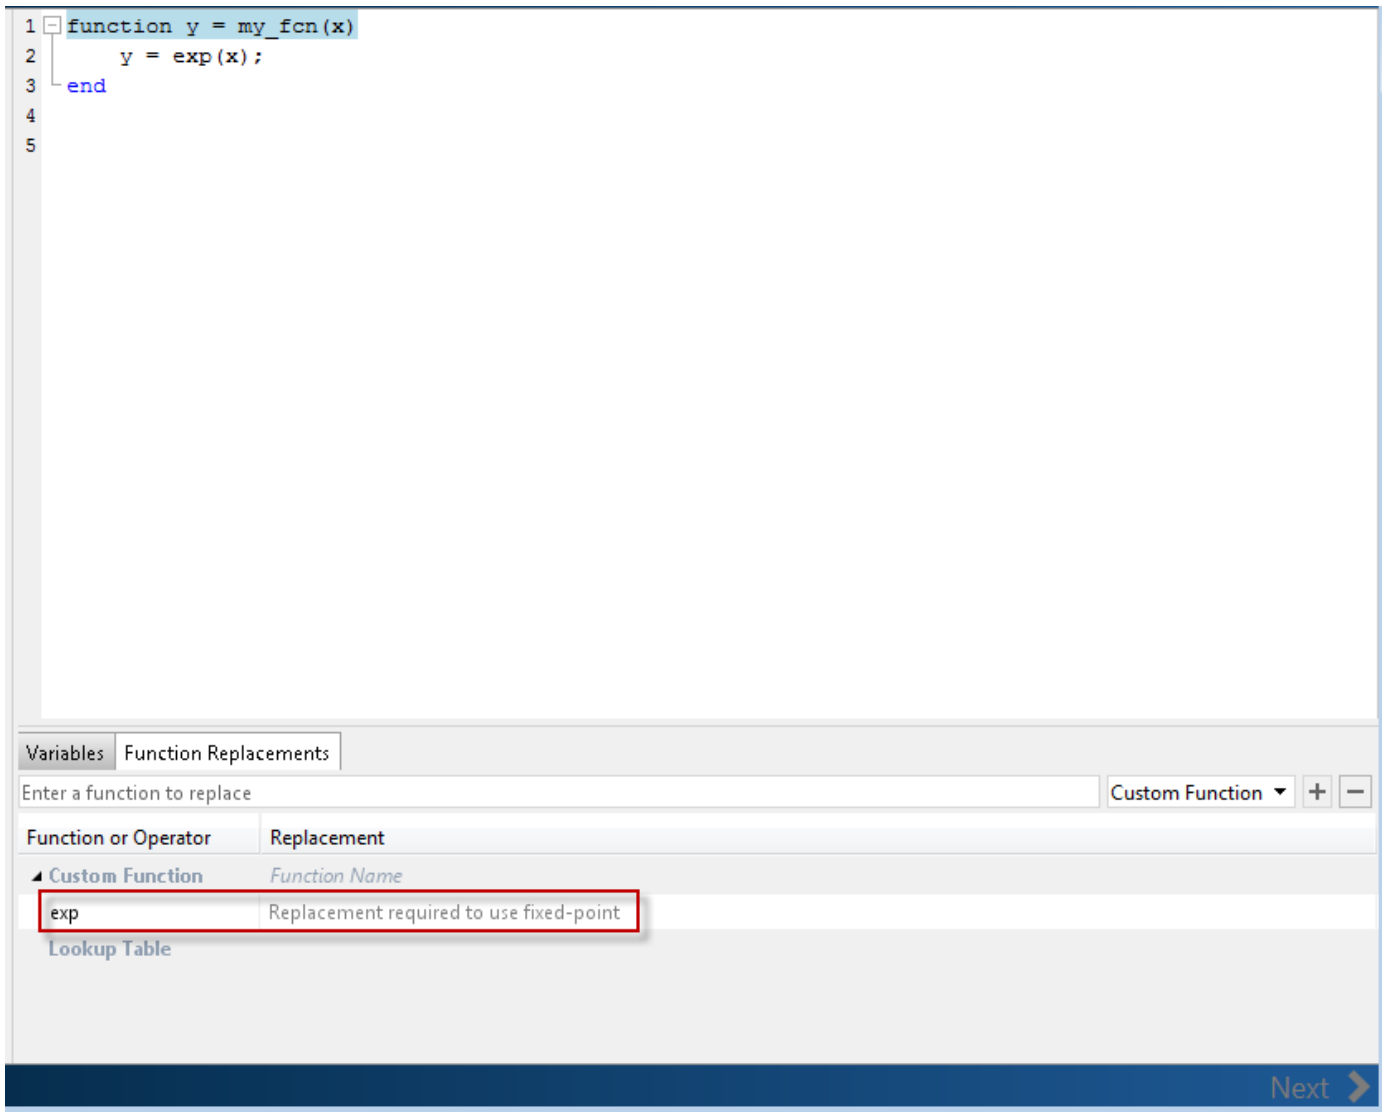 1 function y = my_fcn(x)
2 y = exp(x);
3 end
4
5
Variables Function Replacements
Enter a function to replace Custom Function + −
Function or Operator Replacement
Custom Function Function Name
exp Replacement required to use fixed-point
Lookup Table
Next